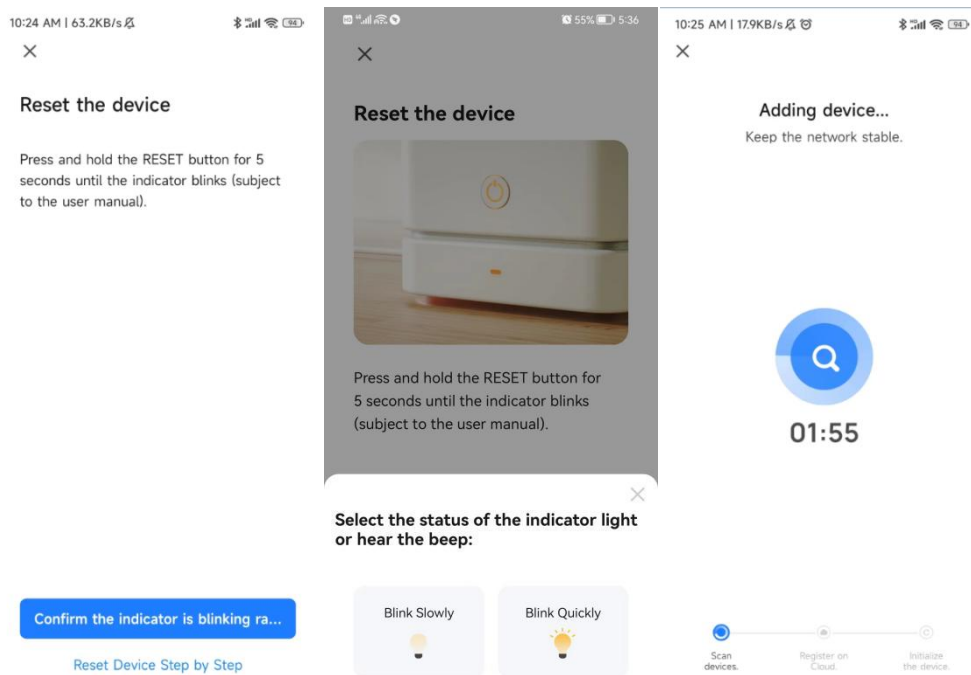 10:24 AM | 63.2KB/s
94
Reset the device
Press and hold the RESET button for 5
seconds until the indicator blinks (subject
to the user manual).
Confirm the indicator is blinking ra...
Reset Device Step by Step
55% 5:36
Reset the device
Press and hold the RESET button for
5 seconds until the indicator blinks
(subject to the user manual).
Select the status of the indicator light
or hear the beep:
Blink Slowly
Blink Quickly
10:25 AM | 17.9KB/s
94
Adding device...
Keep the network stable.
01:55
Scan
devices.
Register on
Cloud.
Initialize
the device.